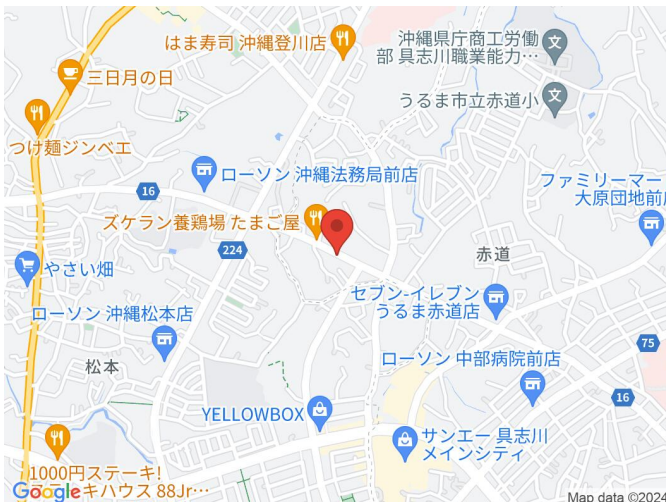 はま寿司 沖縄登川店
沖縄県庁商工労働
部 具志川職業能力…
三日月の日
うるま市立赤道小
つけ麺ジンベエ
ローソン 沖縄法務局前店
16
ファミリーマー
大原団地前店
ズケラン養鶏場 たまご屋
224
赤道
やさい畑
セブン-イレブン
うるま赤道店
ローソン 沖縄松本店
75
松本
ローソン 中部病院前店
16
YELLOWBOX
サンエー 具志川
メインシティ
1000円ステーキ!
キハウス 88Jr…
Google
Map data ©2024